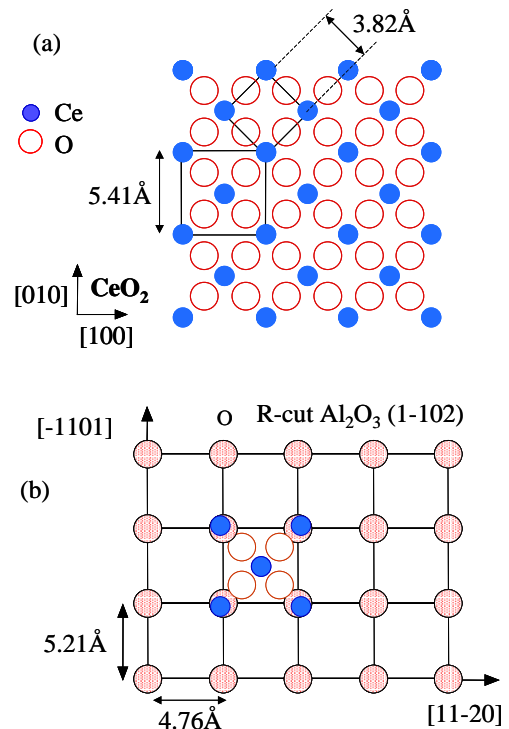 (a)
3.82Å
Ce
O
5.41Å
[010]
CeO₂
[100]
[-1101]
O
R-cut Al₂O₃ (1-102)
(b)
5.21Å
4.76Å
[11-20]